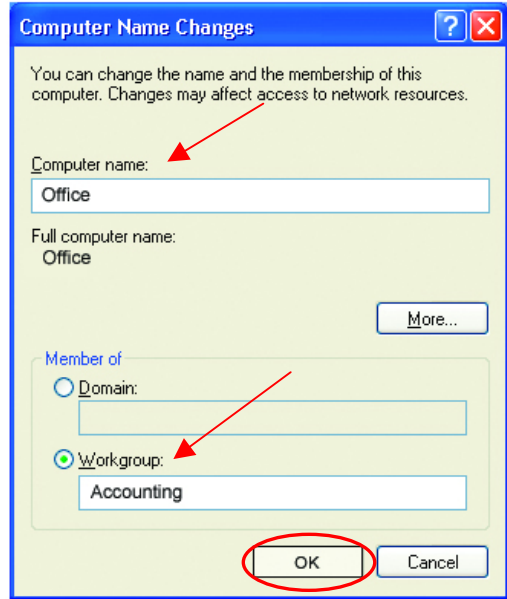 Computer Name Changes
You can change the name and the membership of this
computer. Changes may affect access to network resources.
Computer name:
Office
Full computer name:
Office
More...
Member of
Domain:
Workgroup:
Accounting
OK
Cancel